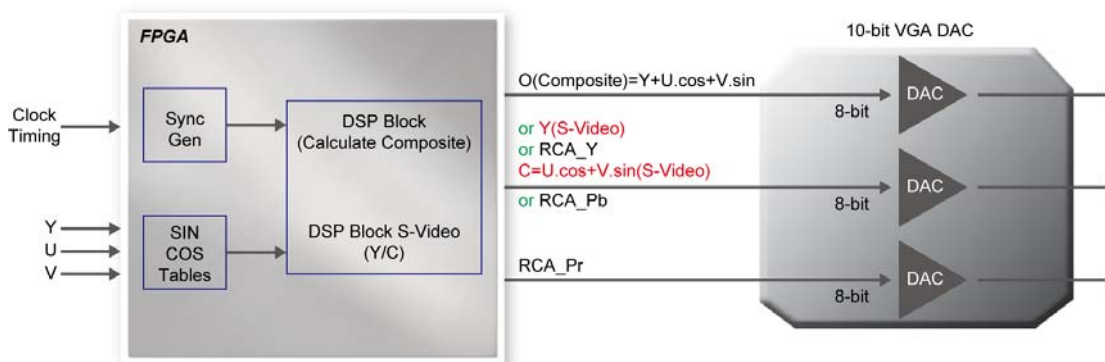 10-bit VGA DAC
FPGA
Clock
Timing
Sync
Gen
DSP Block
(Calculate Composite)
Y
U
V
SIN
COS
Tables
DSP Block S-Video
(Y/C)
O(Composite)=Y+U.cos+V.sin
8-bit
DAC
or Y(S-Video)
or RCA_Y
C=U.cos+V.sin(S-Video)
or RCA_Pb
8-bit
DAC
RCA_Pr
8-bit
DAC